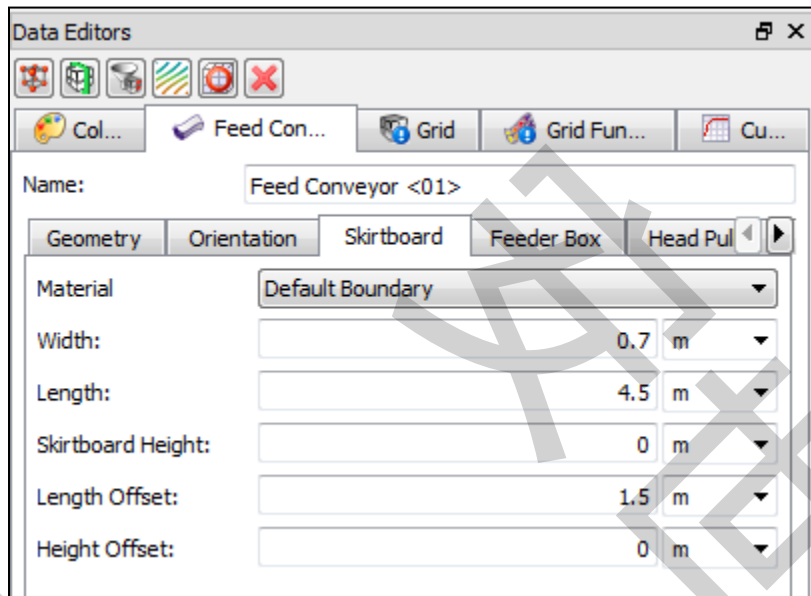 Data Editors
Col... Feed Con... Grid Grid Fun... Cu...
Name: Feed Conveyor <01>
Geometry Orientation Skirtboard Feeder Box Head Pul
Material Default Boundary
Width: 0.7 m
Length: 4.5 m
Skirtboard Height: 0 m
Length Offset: 1.5 m
Height Offset: 0 m